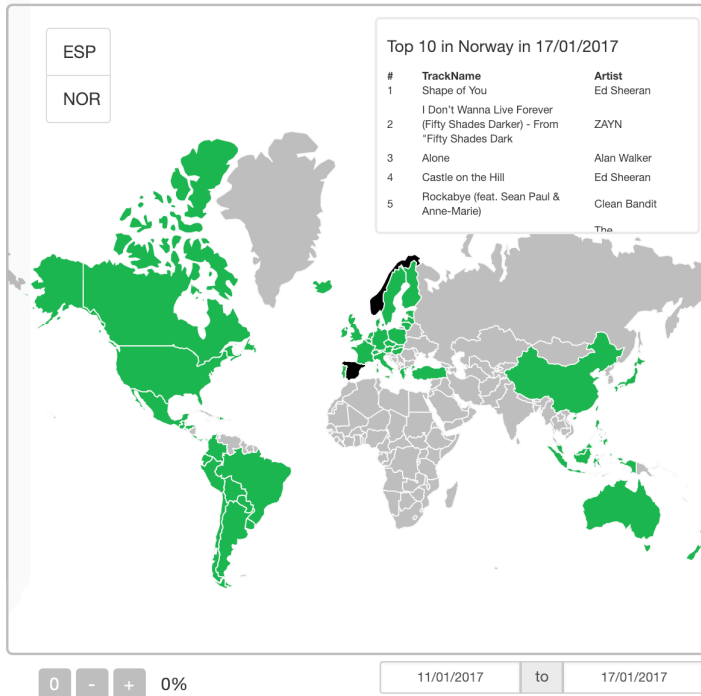 ESP
NOR
Top 10 in Norway in 17/01/2017
# TrackName Artist
1 Shape of You Ed Sheeran
I Don't Wanna Live Forever
2 (Fifty Shades Darker) - From ZAYN
"Fifty Shades Dark
3 Alone Alan Walker
4 Castle on the Hill Ed Sheeran
5 Rockabye (feat. Sean Paul & Clean Bandit
Anne-Marie)
The
0 - + 0%
11/01/2017 to 17/01/2017